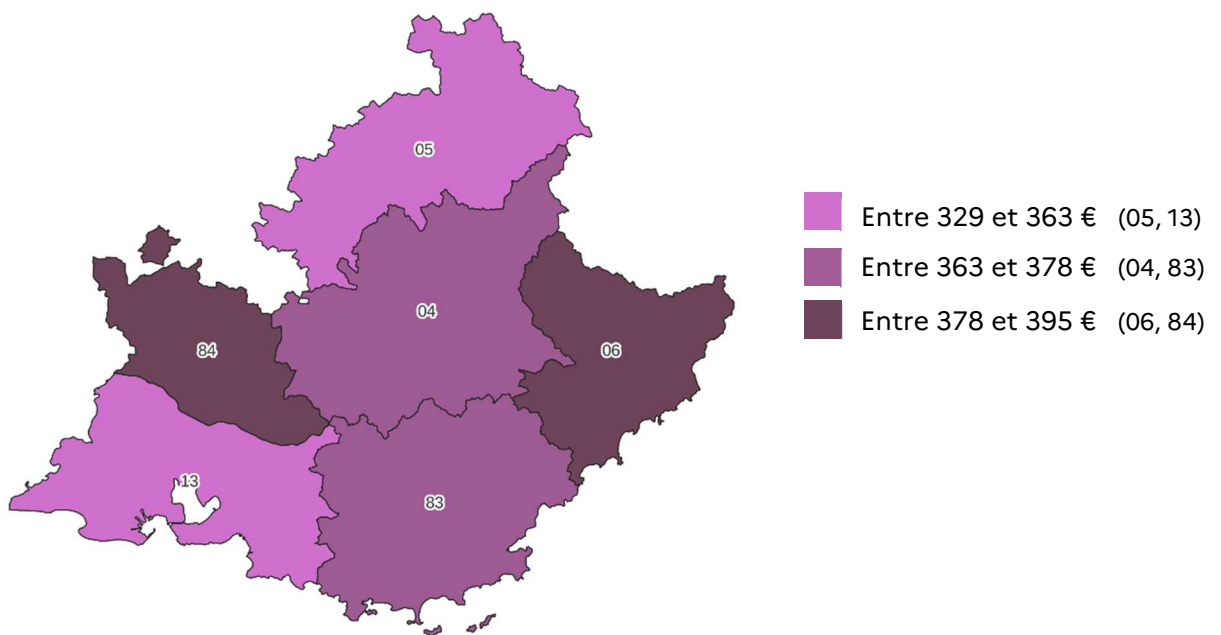 05
04
84
06
13
83
Entre 329 et 363 € (05, 13)
Entre 363 et 378 € (04, 83)
Entre 378 et 395 € (06, 84)